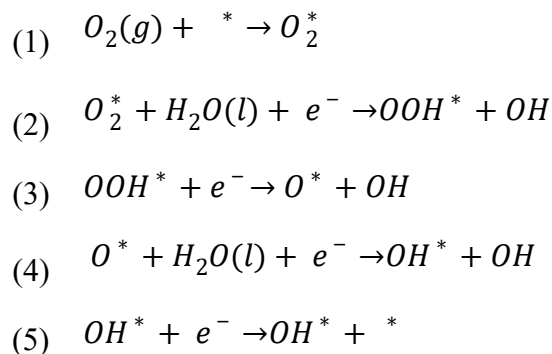 (1) O₂(g) + * → O₂*
(2) O₂* + H₂O(l) + e⁻ → OOH* + OH
(3) OOH* + e⁻ → O* + OH
(4) O* + H₂O(l) + e⁻ → OH* + OH
(5) OH* + e⁻ → OH* + *